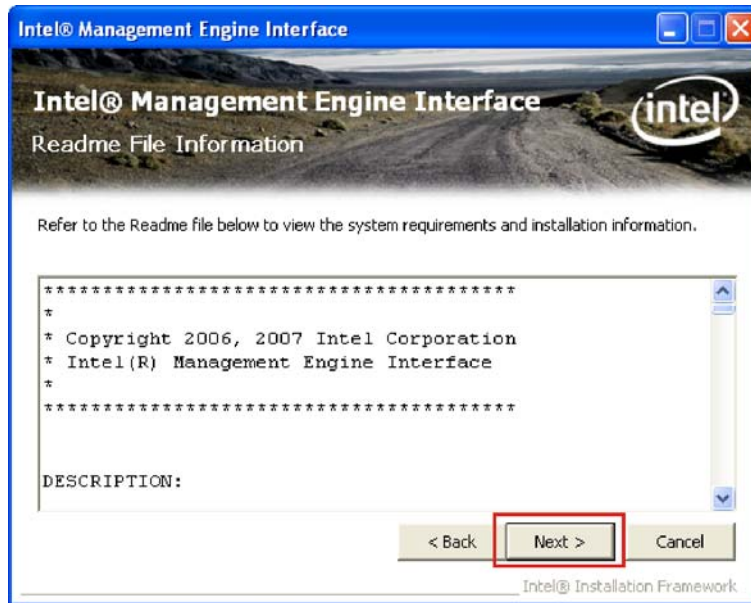 Intel® Management Engine Interface
Intel® Management Engine Interface
intel
Readme File Information
Refer to the Readme file below to view the system requirements and installation information.
*****************************************
*
* Copyright 2006, 2007 Intel Corporation
* Intel(R) Management Engine Interface
*
*****************************************
DESCRIPTION:
< Back Next > Cancel
Intel® Installation Framework